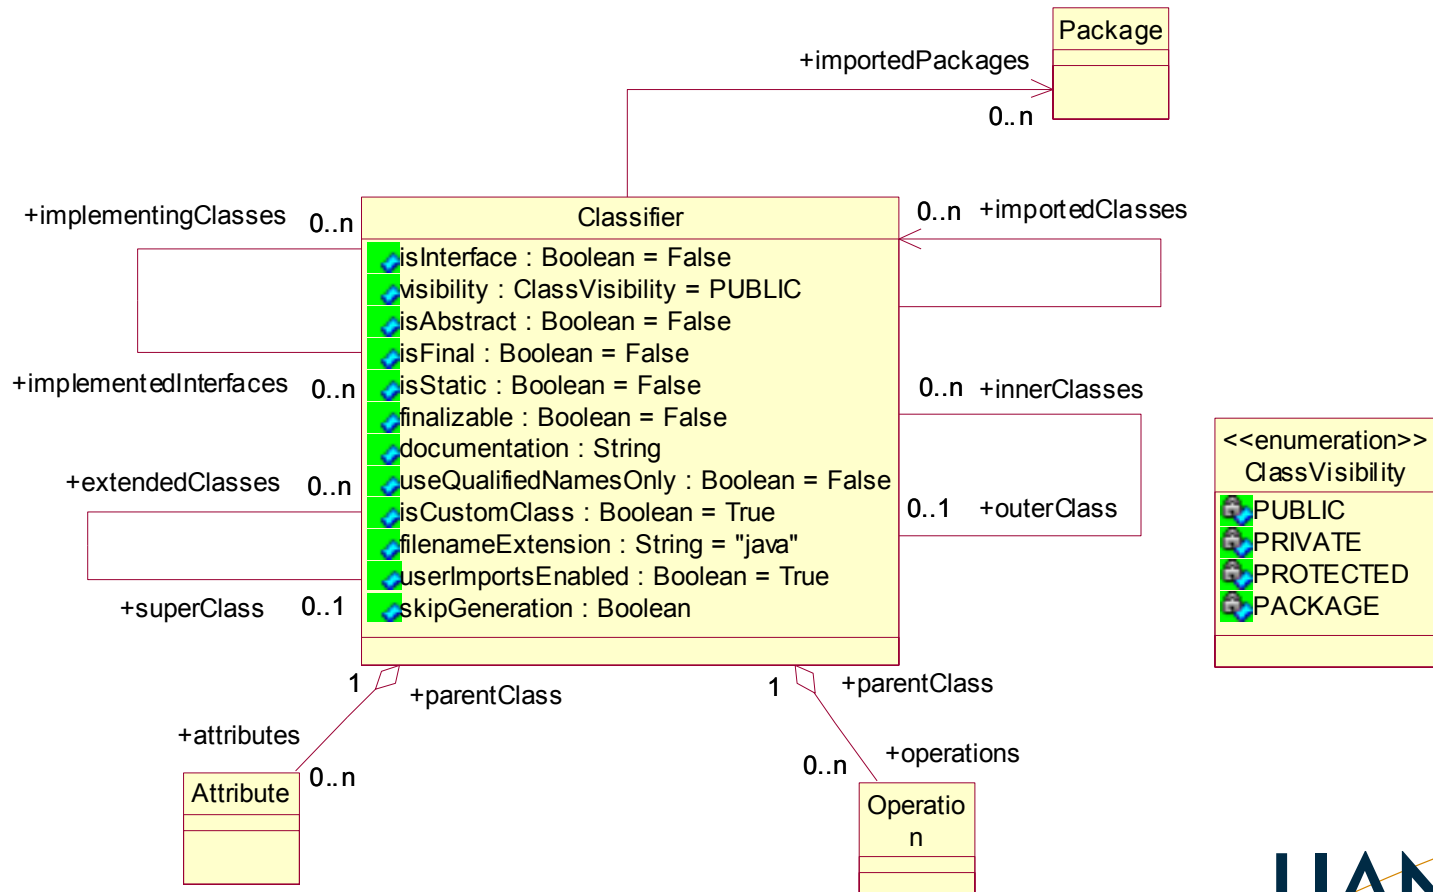 Package
+importedPackages
0..n
+implementingClasses 0..n
Classifier
0..n +importedClasses
isInterface : Boolean = False
visibility : ClassVisibility = PUBLIC
isAbstract : Boolean = False
isFinal : Boolean = False
isStatic : Boolean = False
finalizable : Boolean = False
documentation : String
useQualifiedNamesOnly : Boolean = False
isCustomClass : Boolean = True
filenameExtension : String = "java"
userImportsEnabled : Boolean = True
skipGeneration : Boolean
+implementedInterfaces 0..n
0..n +innerClasses
+extendedClasses 0..n
0..1 +outerClass
+superClass 0..1
<<enumeration>>
ClassVisibility
PUBLIC
PRIVATE
PROTECTED
PACKAGE
1 +parentClass
1 +parentClass
+attributes
0..n
+operations
0..n
Attribute
Operatio
n